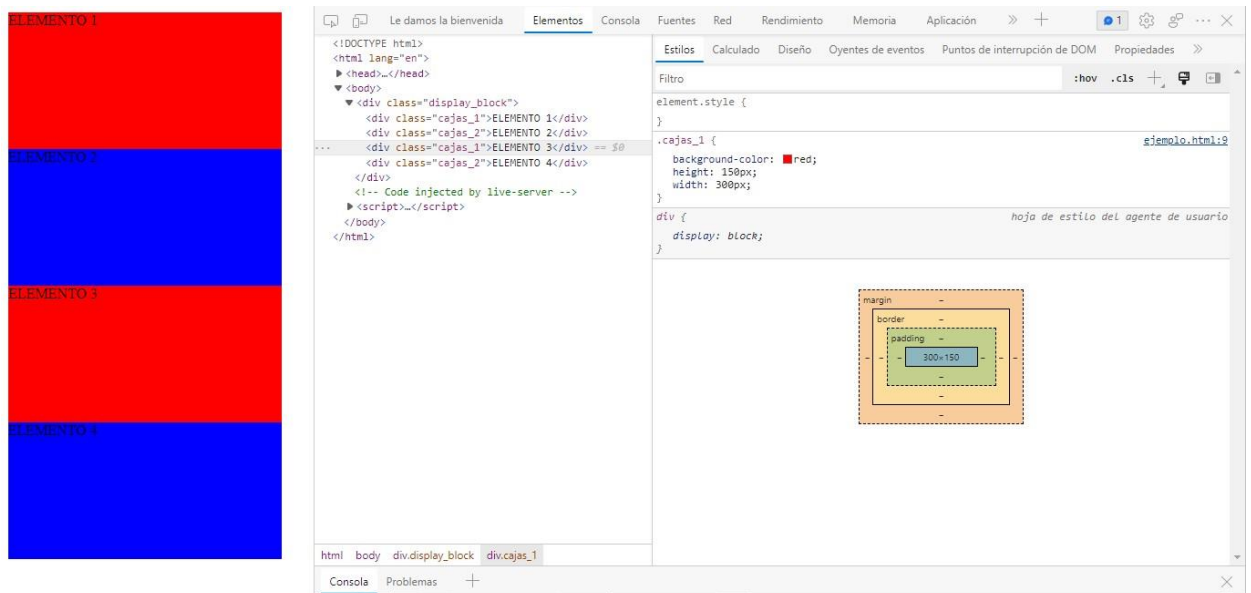 ELEMENTO 1
ELEMENTO 2
ELEMENTO 3
ELEMENTO 4
Le damos la bienvenida Elementos Consola Fuentes Red Rendimiento Memoria Aplicación » + 1 ··· ×
<!DOCTYPE html>
<html lang="en">
▶ <head>…</head>
▼ <body>
▼ <div class="display_block">
<div class="cajas_1">ELEMENTO 1</div>
<div class="cajas_2">ELEMENTO 2</div>
··· <div class="cajas_1">ELEMENTO 3</div> == $0
<div class="cajas_2">ELEMENTO 4</div>
</div>
<!-- Code injected by live-server -->
▶ <script>…</script>
</body>
</html>
html body div.display_block div.cajas_1
Estilos Calculado Diseño Oyentes de eventos Puntos de interrupción de DOM Propiedades »
Filtro :hov .cls +
element.style {
}
.cajas_1 { ejemplo.html:9
background-color: red;
height: 150px;
width: 300px;
}
div { hoja de estilo del agente de usuario
display: block;
}
margin –
border –
padding –
– – – 300×150 – – –
–
–
–
Consola Problemas + ×